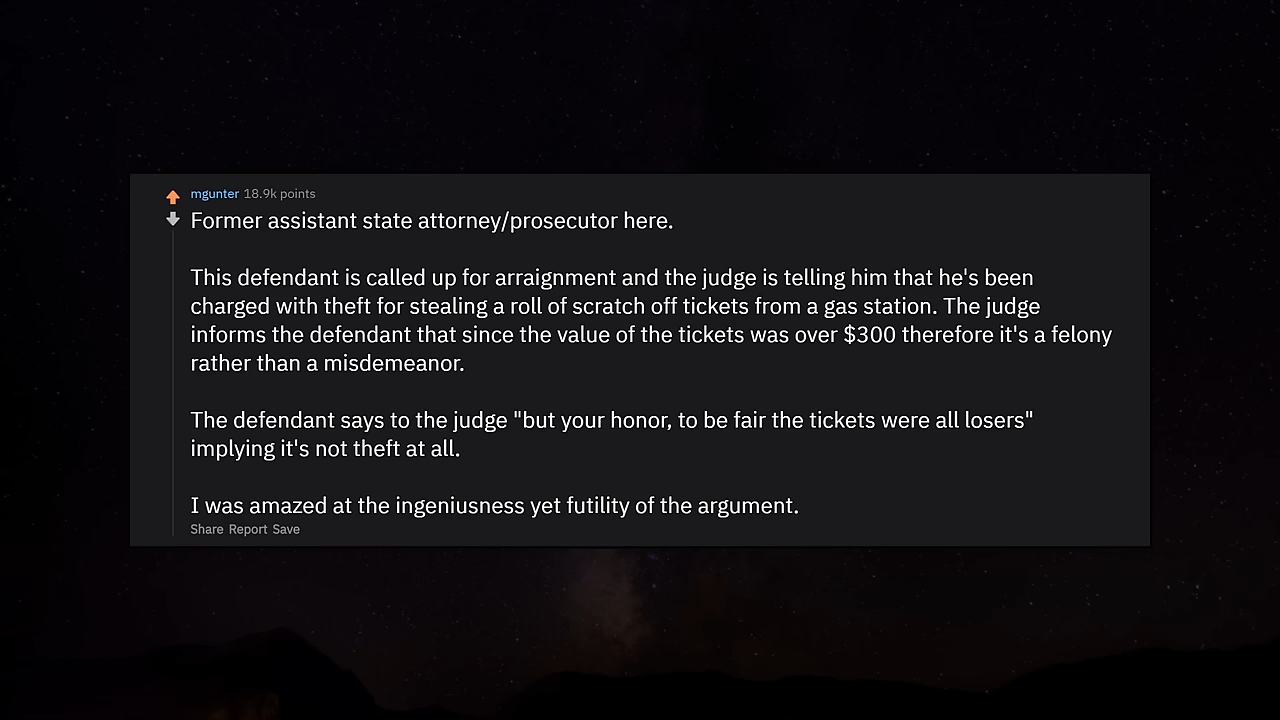 mgunter 18.9k points
Former assistant state attorney/prosecutor here.
This defendant is called up for arraignment and the judge is telling him that he's been
charged with theft for stealing a roll of scratch off tickets from a gas station. The judge
informs the defendant that since the value of the tickets was over $300 therefore it's a felony
rather than a misdemeanor.
The defendant says to the judge "but your honor, to be fair the tickets were all losers"
implying it's not theft at all.
I was amazed at the ingeniusness yet futility of the argument.
Share Report Save